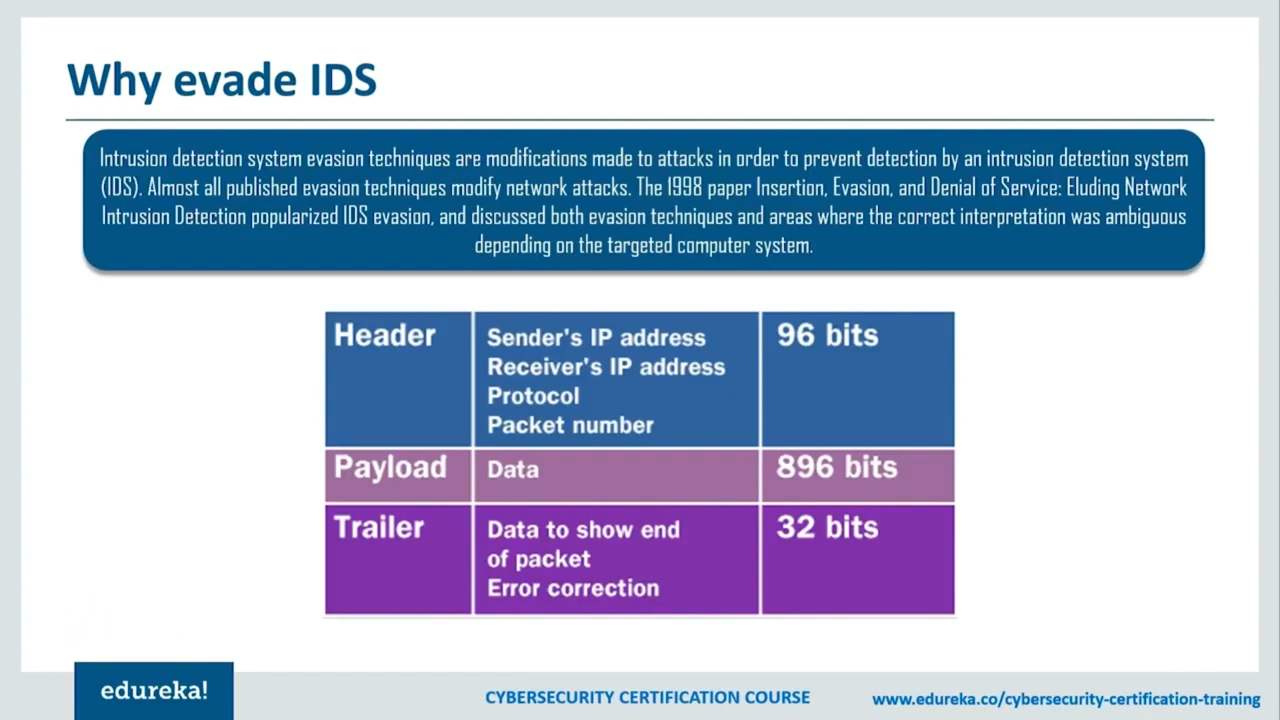 Why evade IDS
Intrusion detection system evasion techniques are modifications made to attacks in order to prevent detection by an intrusion detection system
(IDS). Almost all published evasion techniques modify network attacks. The 1998 paper Insertion, Evasion, and Denial of Service: Eluding Network
Intrusion Detection popularized IDS evasion, and discussed both evasion techniques and areas where the correct interpretation was ambiguous
depending on the targeted computer system.
Header
Sender's IP address
Receiver's IP address
Protocol
Packet number
96 bits
Payload
Data
896 bits
Trailer
Data to show end
of packet
Error correction
32 bits
edureka!
CYBERSECURITY CERTIFICATION COURSE
www.edureka.co/cybersecurity-certification-training